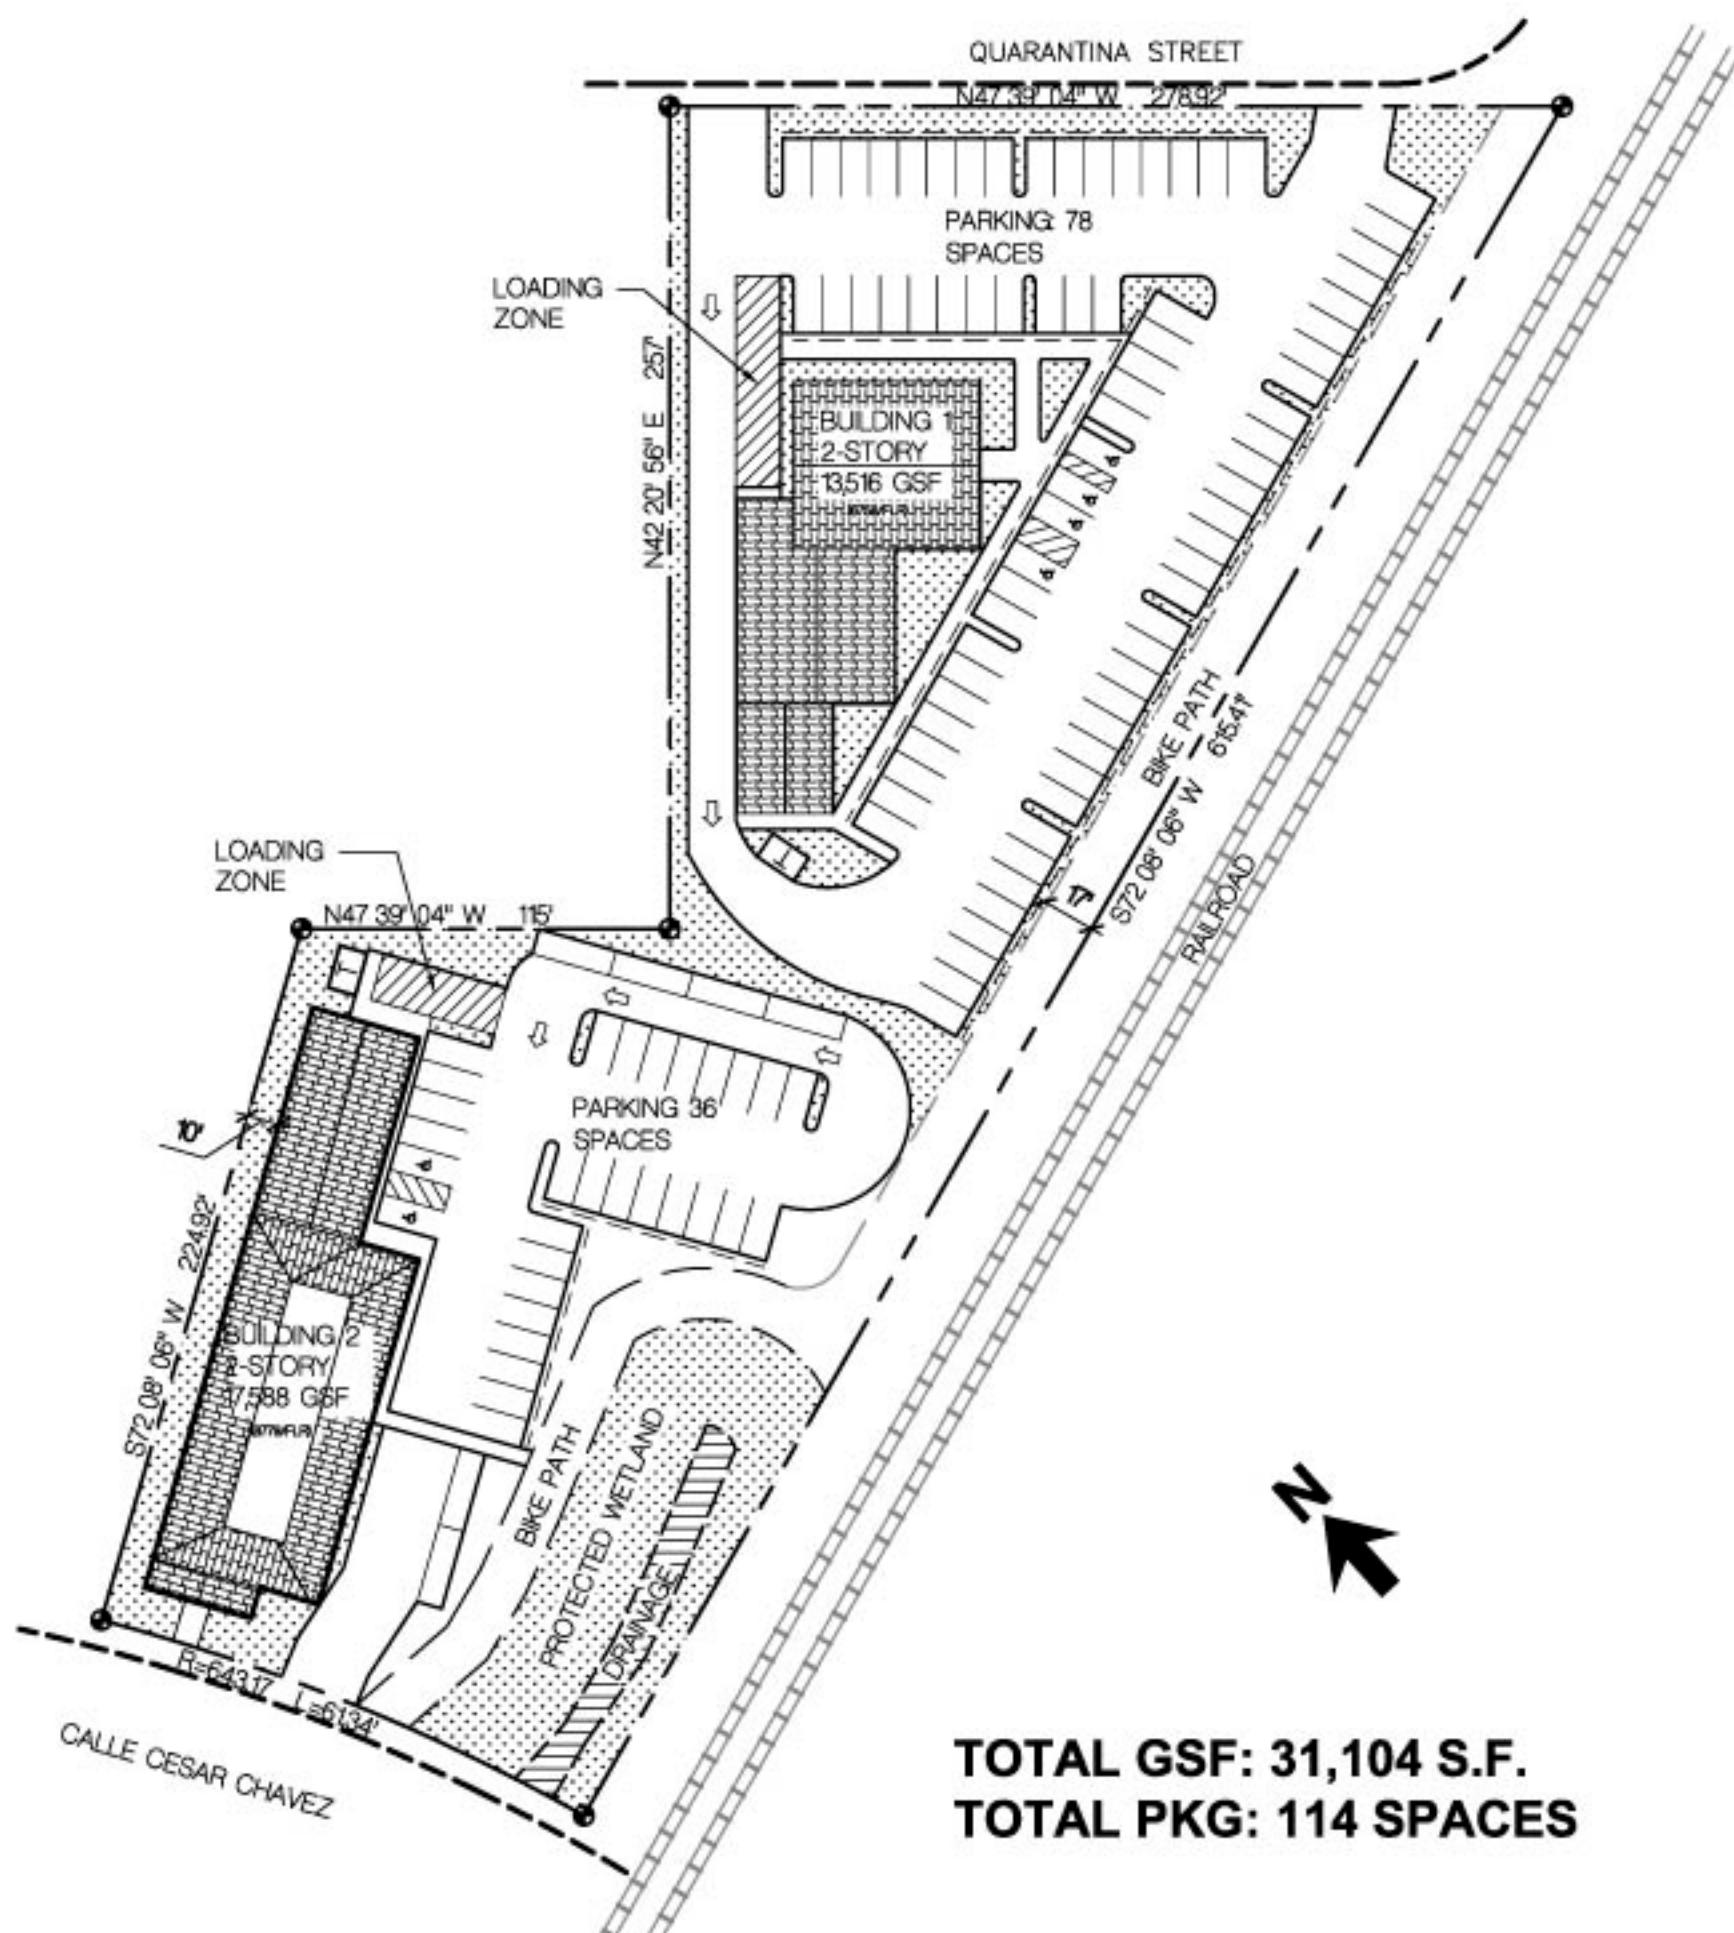 QUARANTINA STREET
N47 39' 04" W 278.92'
PARKING: 78
SPACES
LOADING
ZONE
N42 20' 56" E 257'
BUILDING 1
2-STORY
13,516 GSF
BIKE PATH
S72 08' 06" W 615.41'
17'
RAILROAD
LOADING
ZONE
N47 39' 04" W 115'
PARKING 36
SPACES
10'
S72 08' 06" W 224.92'
BUILDING 2
2-STORY
17,588 GSF
BIKE PATH
PROTECTED WETLAND
DRAINAGE
N
R=643.17 L=61.34'
CALLE CESAR CHAVEZ
TOTAL GSF: 31,104 S.F.
TOTAL PKG: 114 SPACES